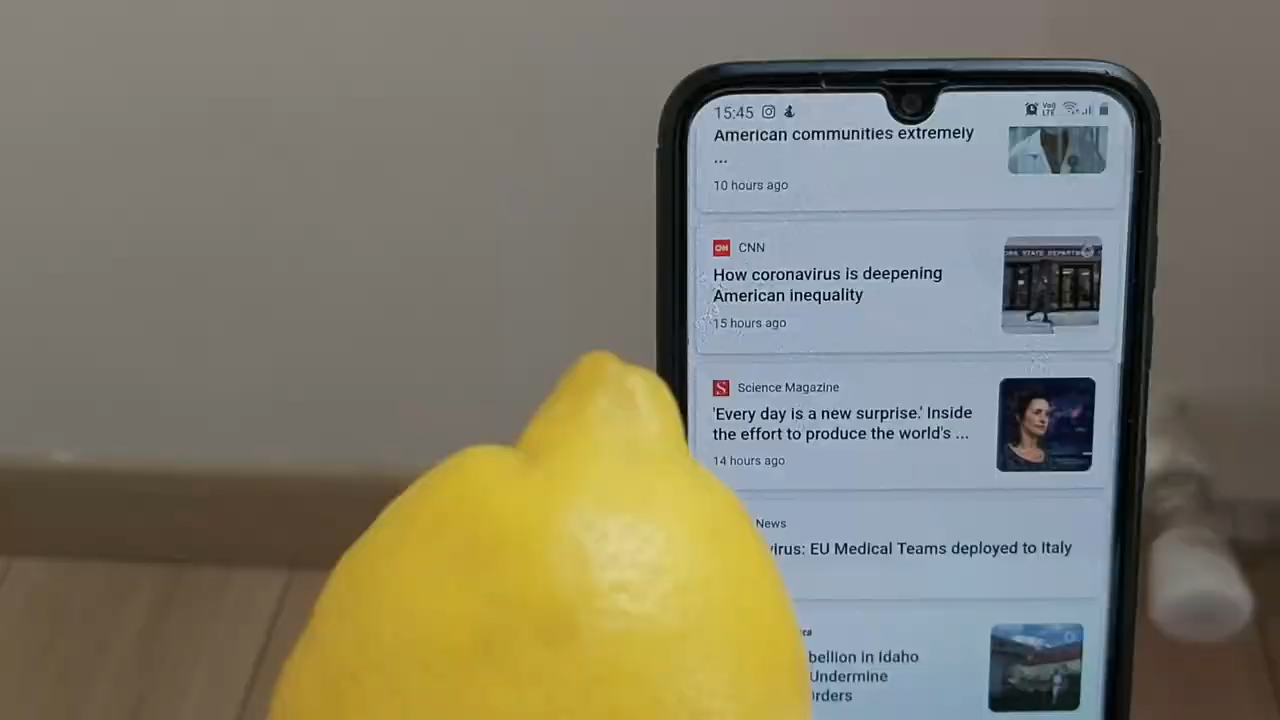 15:45
American communities extremely
...
10 hours ago
CNN
How coronavirus is deepening
American inequality
15 hours ago
Science Magazine
'Every day is a new surprise.' Inside
the effort to produce the world's ...
14 hours ago
News
virus: EU Medical Teams deployed to Italy
bellion in Idaho
Undermine
rders